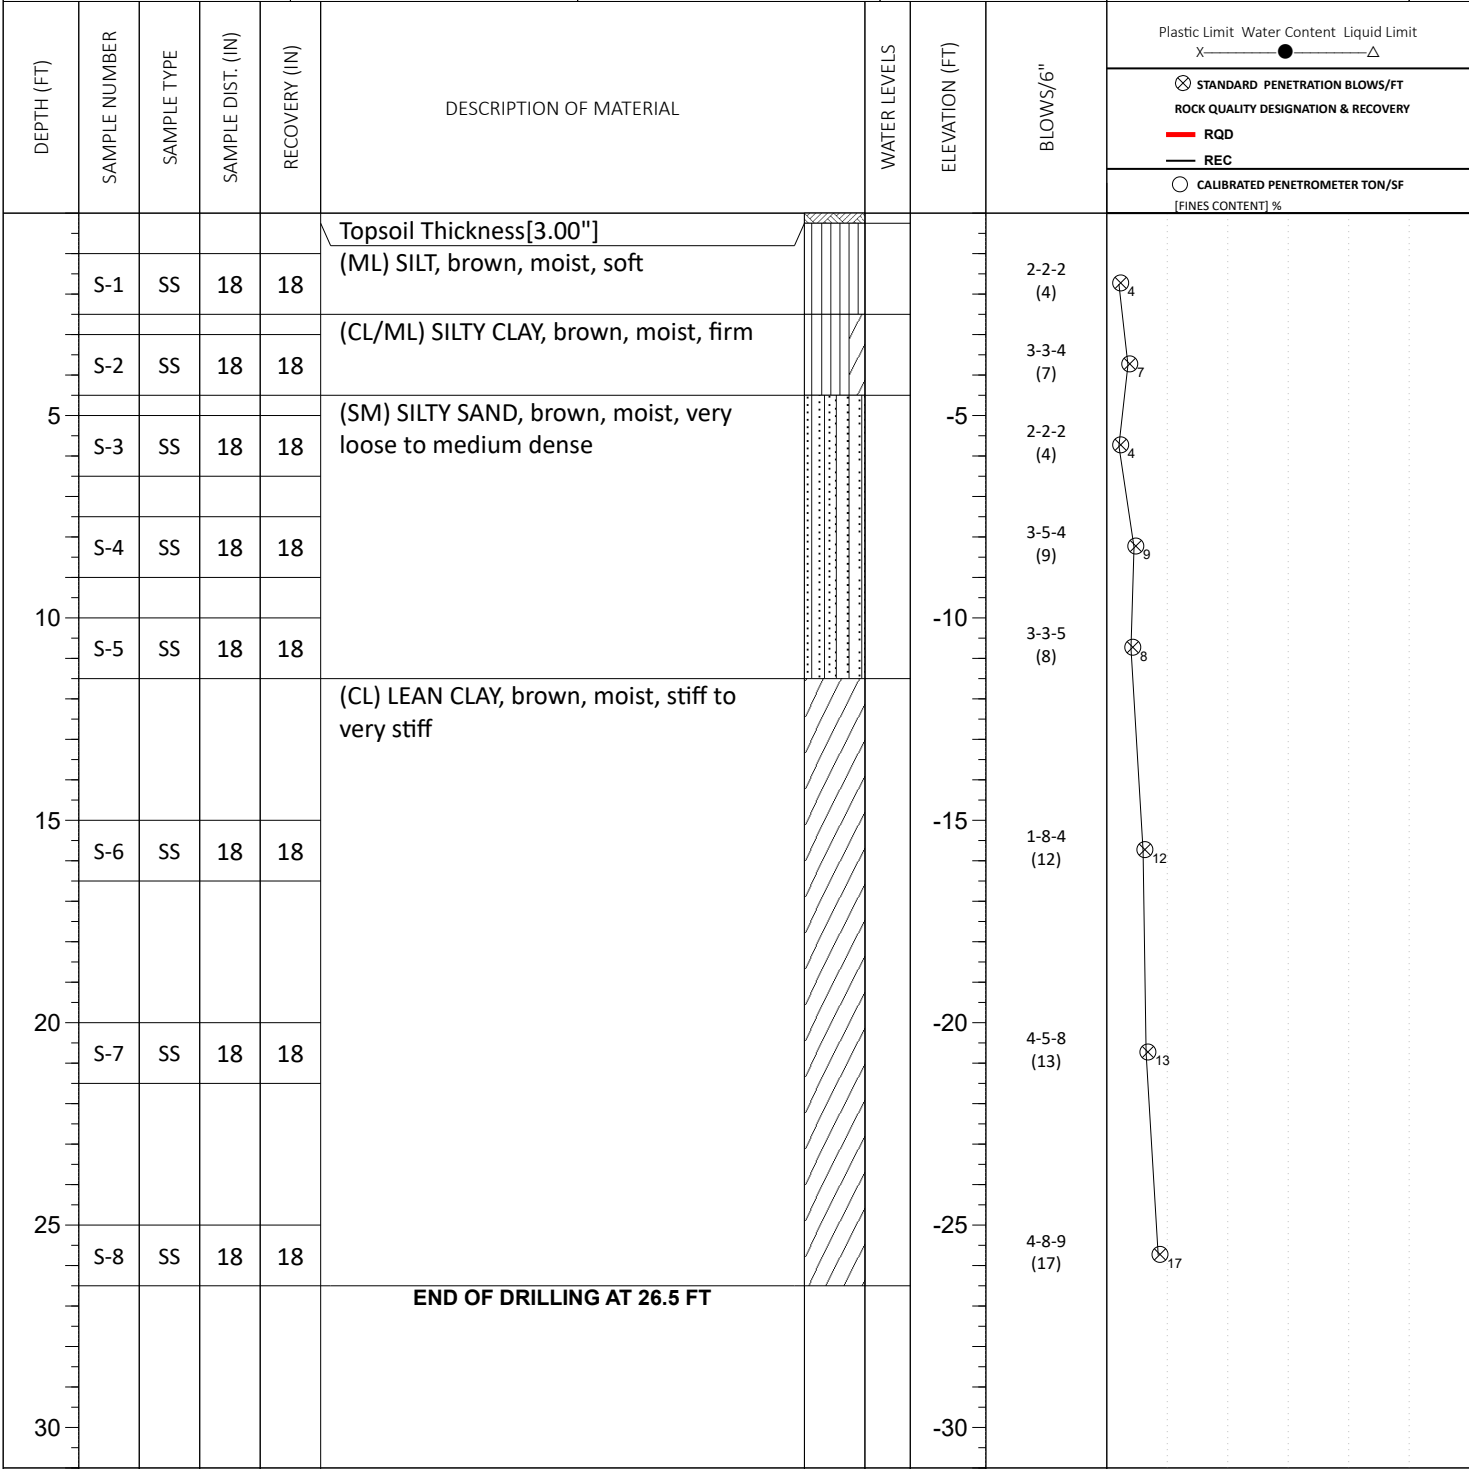 DEPTH (FT)
SAMPLE NUMBER
SAMPLE TYPE
SAMPLE DIST. (IN)
RECOVERY (IN)
DESCRIPTION OF MATERIAL
WATER LEVELS
ELEVATION (FT)
BLOWS/6"
Plastic Limit Water Content Liquid Limit
X
STANDARD PENETRATION BLOWS/FT
ROCK QUALITY DESIGNATION & RECOVERY
RQD
REC
CALIBRATED PENETROMETER TON/SF
[FINES CONTENT] %
Topsoil Thickness[3.00"]
(ML) SILT, brown, moist, soft
S-1 SS 18 18
2-2-2
(4)
4
(CL/ML) SILTY CLAY, brown, moist, firm
S-2 SS 18 18
3-3-4
(7)
7
5
(SM) SILTY SAND, brown, moist, very
loose to medium dense
-5
S-3 SS 18 18
2-2-2
(4)
4
S-4 SS 18 18
3-5-4
(9)
9
10
-10
S-5 SS 18 18
3-3-5
(8)
8
(CL) LEAN CLAY, brown, moist, stiff to
very stiff
15
-15
S-6 SS 18 18
1-8-4
(12)
12
20
-20
S-7 SS 18 18
4-5-8
(13)
13
25
-25
S-8 SS 18 18
4-8-9
(17)
17
END OF DRILLING AT 26.5 FT
30
-30